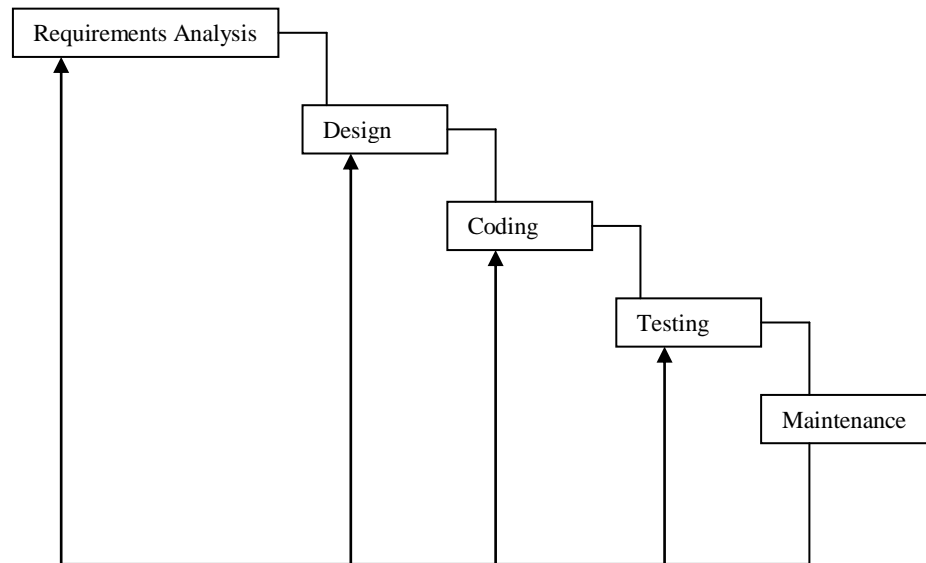 Requirements Analysis
Design
Coding
Testing
Maintenance